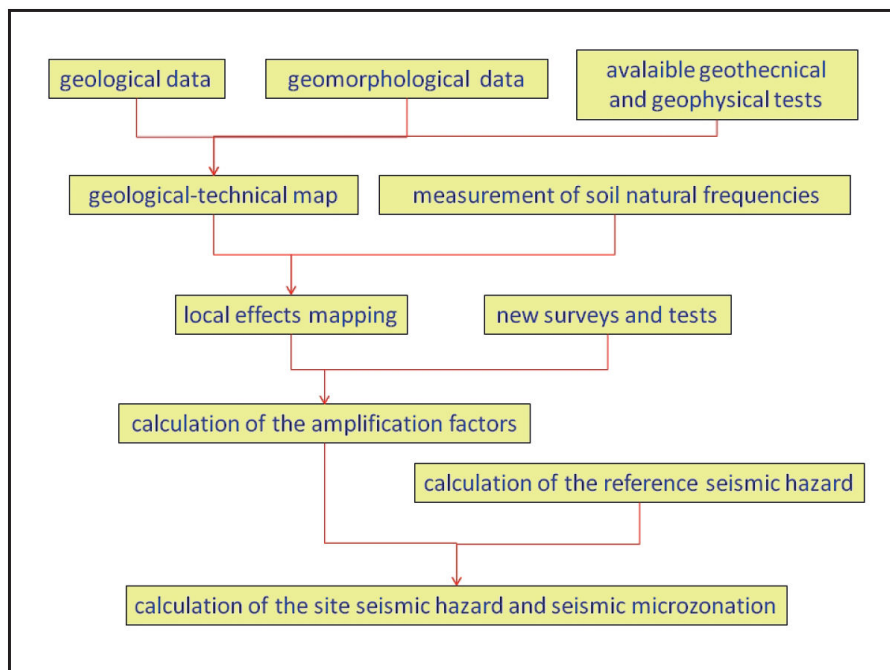 geological data
geomorphological data
avalaible geothecnical
and geophysical tests
geological-technical map
measurement of soil natural frequencies
local effects mapping
new surveys and tests
calculation of the amplification factors
calculation of the reference seismic hazard
calculation of the site seismic hazard and seismic microzonation